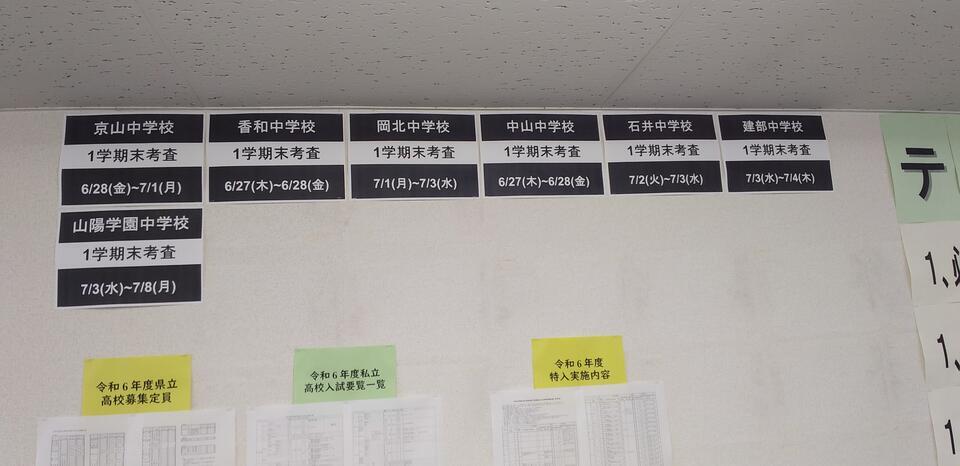 京山中学校
1学期末考査
6/28(金)~7/1(月)
香和中学校
1学期末考査
6/27(木)~6/28(金)
岡北中学校
1学期末考査
7/1(月)~7/3(水)
中山中学校
1学期末考査
6/27(木)~6/28(金)
石井中学校
1学期末考査
7/2(火)~7/3(水)
建部中学校
1学期末考査
7/3(水)~7/4(木)
山陽学園中学校
1学期末考査
7/3(水)~7/8(月)
テ
1、必
1、
1
令和6年度県立
高校募集定員
令和6年度私立
高校入試要覧一覧
令和6年度
特入実施内容